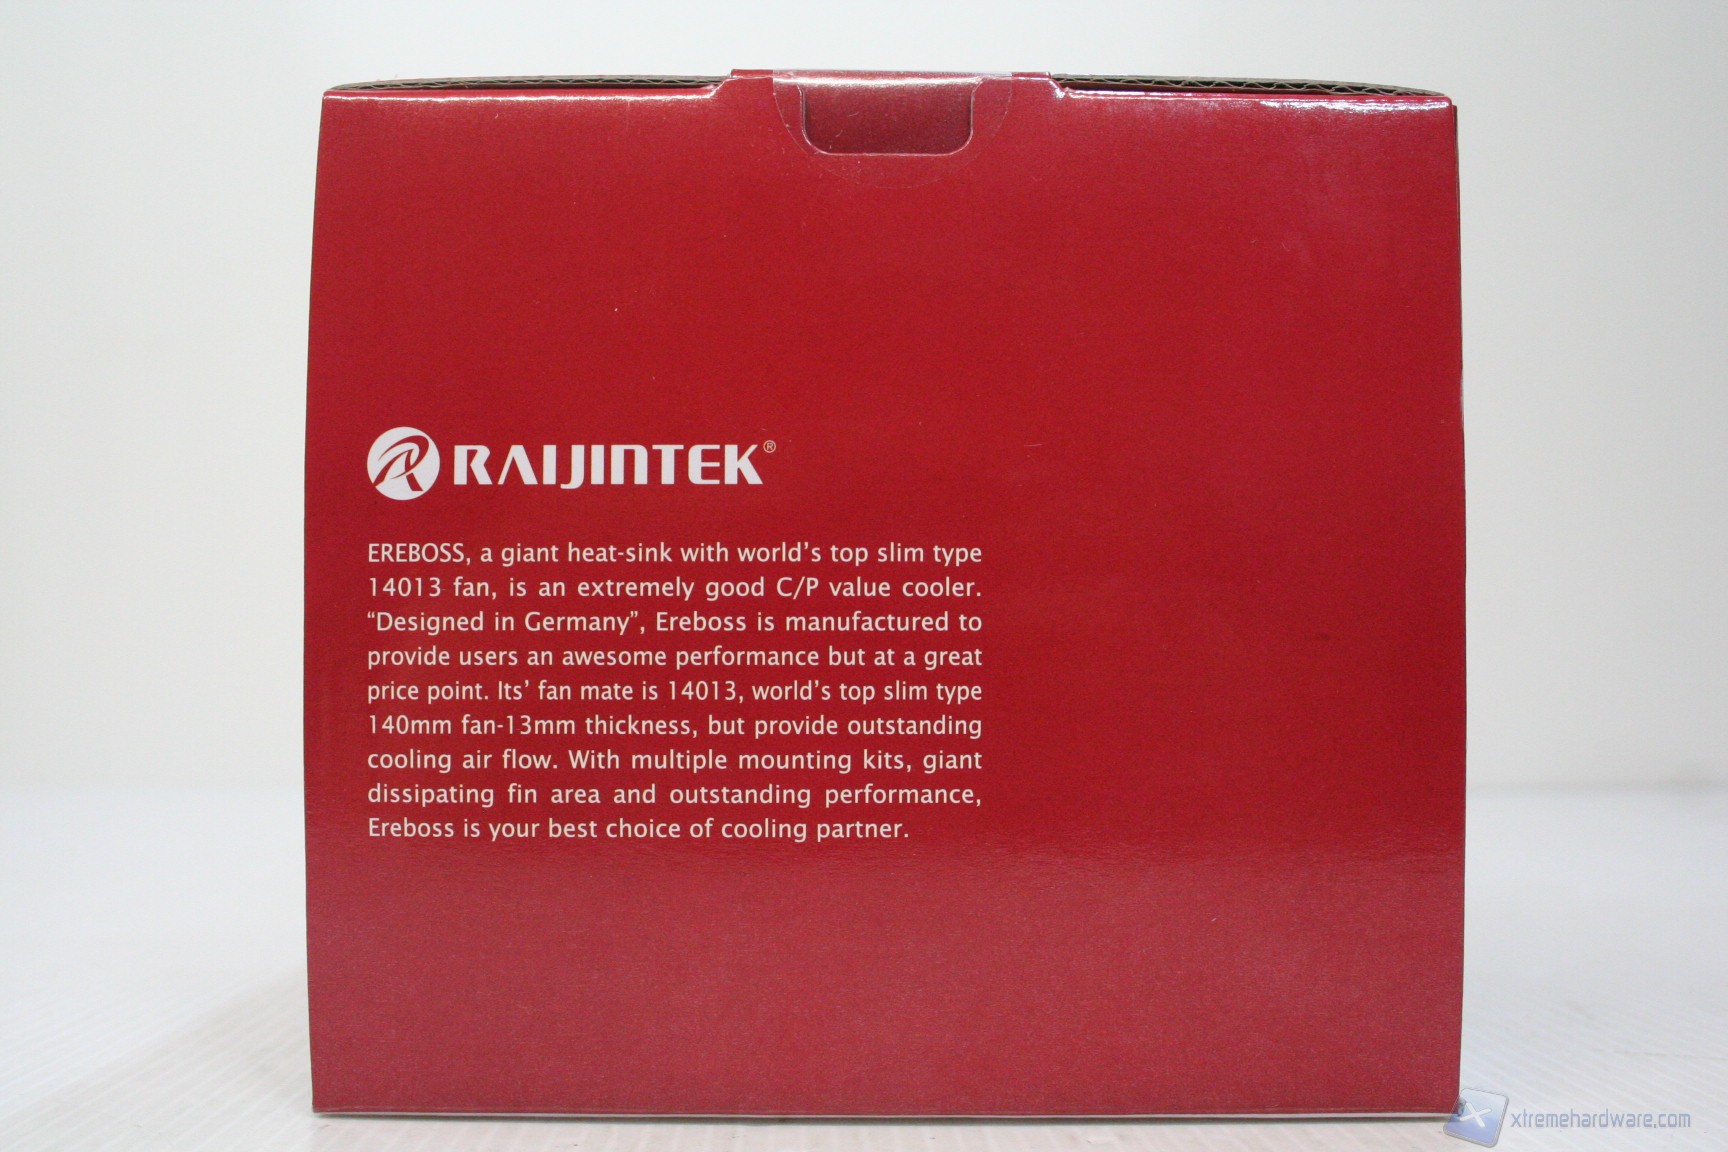 RAIJINTEK®
EREBOSS, a giant heat-sink with world's top slim type
14013 fan, is an extremely good C/P value cooler.
“Designed in Germany”, Ereboss is manufactured to
provide users an awesome performance but at a great
price point. Its’ fan mate is 14013, world’s top slim type
140mm fan-13mm thickness, but provide outstanding
cooling air flow. With multiple mounting kits, giant
dissipating fin area and outstanding performance,
Ereboss is your best choice of cooling partner.
xtremehardware.com